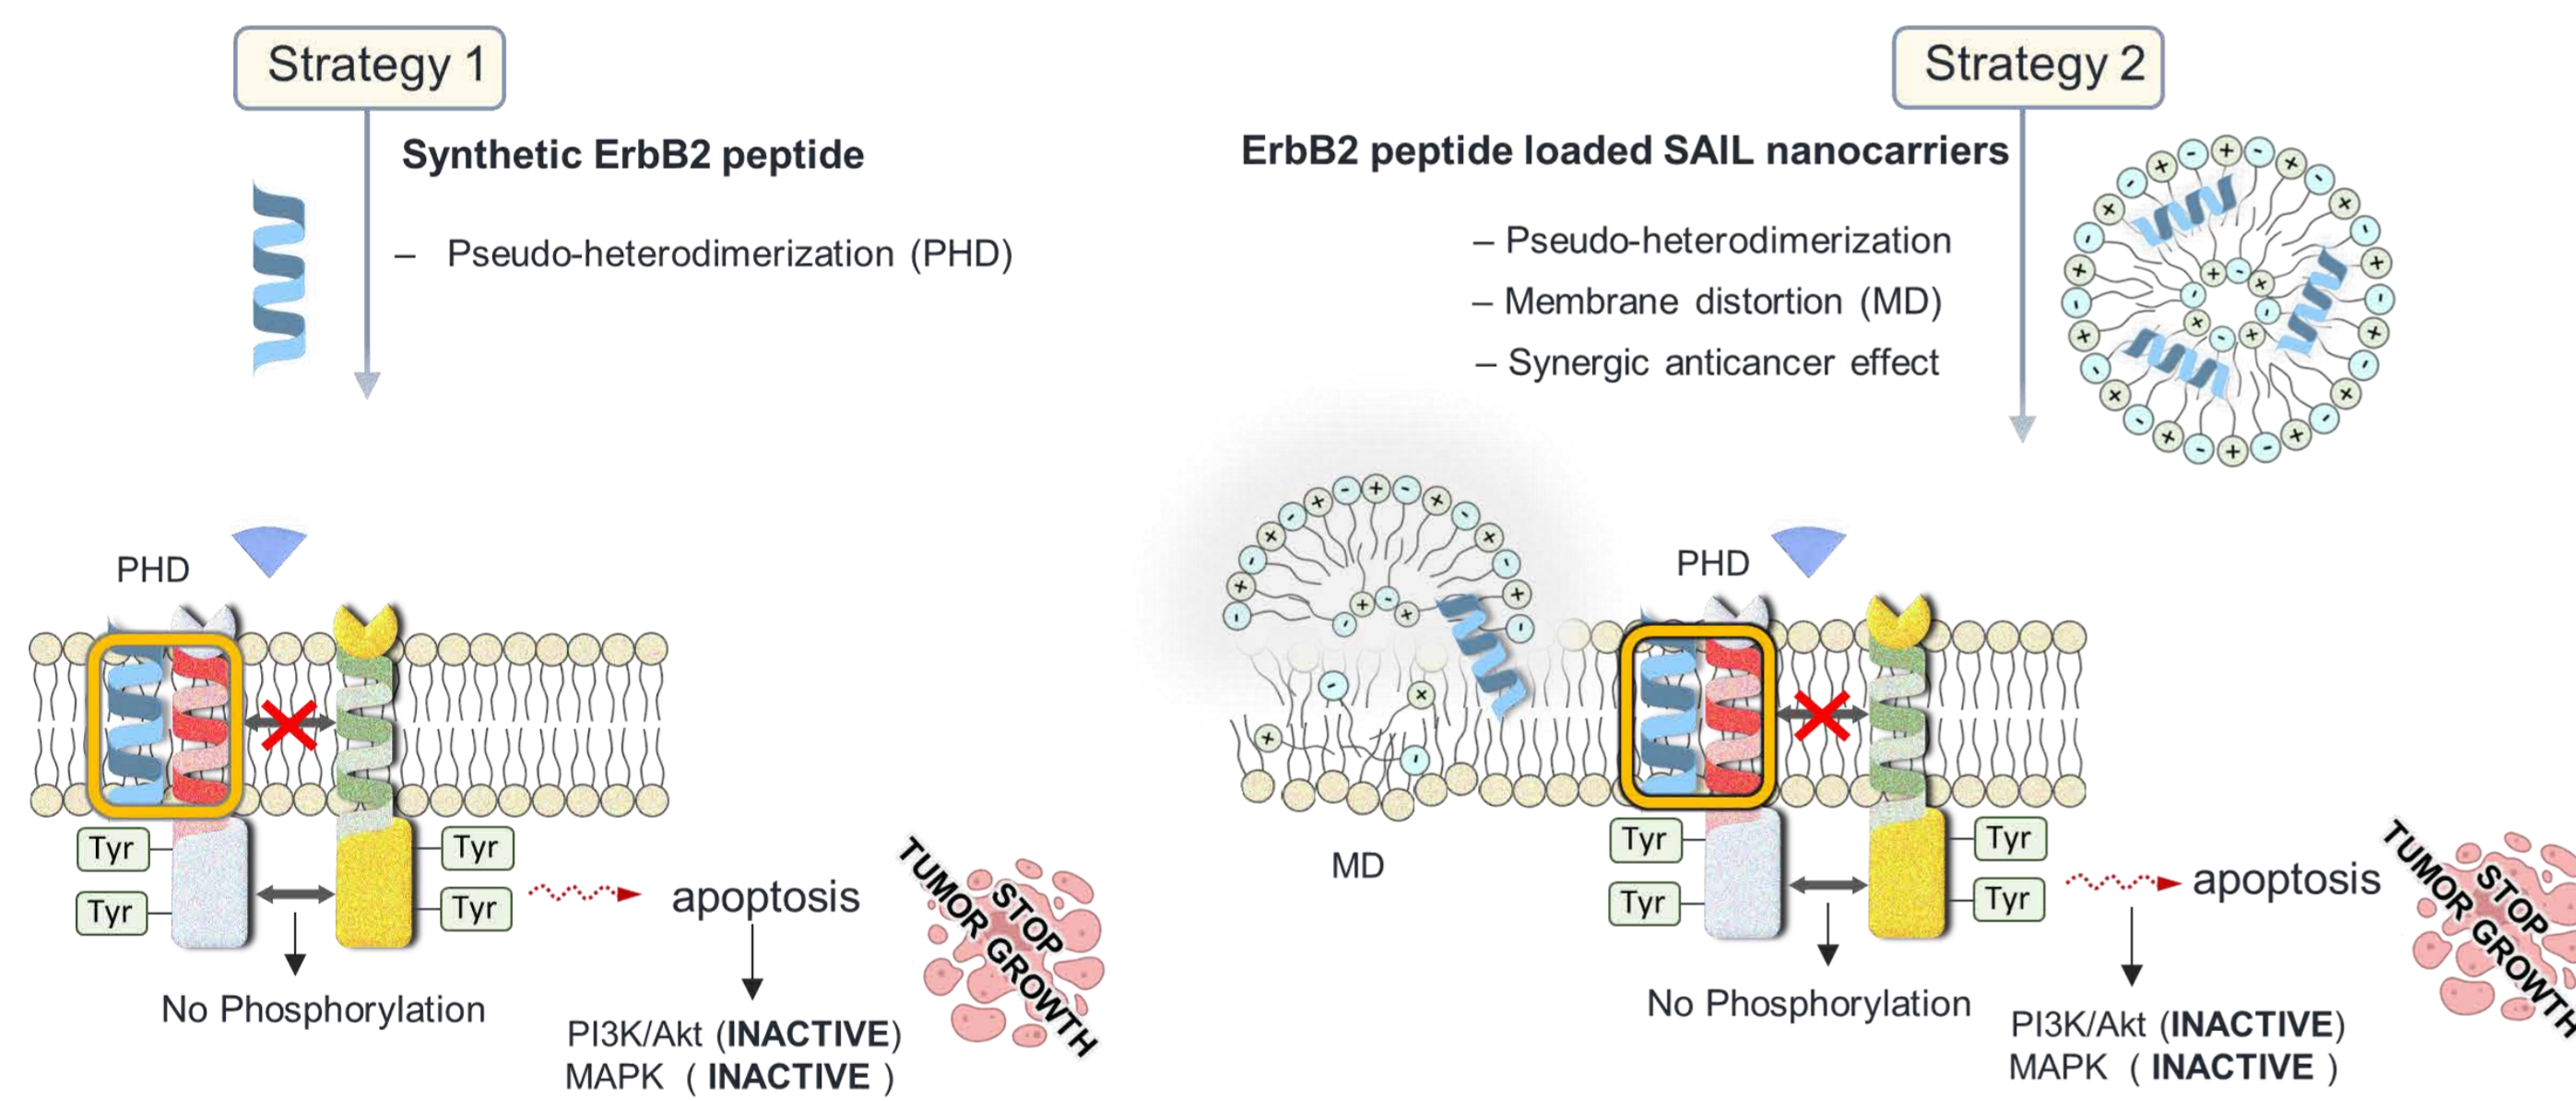 Strategy 1
Synthetic ErbB2 peptide
– Pseudo-heterodimerization (PHD)
PHD
Tyr
Tyr
Tyr
Tyr
No Phosphorylation
apoptosis
PI3K/Akt (INACTIVE)
MAPK ( INACTIVE )
STOP
TUMOR GROWTH
Strategy 2
ErbB2 peptide loaded SAIL nanocarriers
– Pseudo-heterodimerization
– Membrane distortion (MD)
– Synergic anticancer effect
PHD
MD
Tyr
Tyr
Tyr
Tyr
No Phosphorylation
apoptosis
PI3K/Akt (INACTIVE)
MAPK ( INACTIVE )
STOP
TUMOR GROWTH